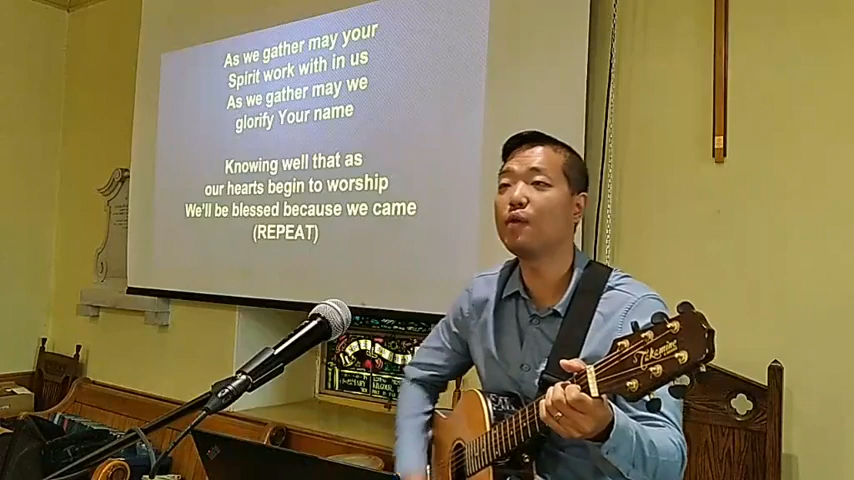 As we gather may your
Spirit work with in us
As we gather may we
glorify Your name
Knowing well that as
our hearts begin to worship
We'll be blessed because we came
(REPEAT)
Takamine